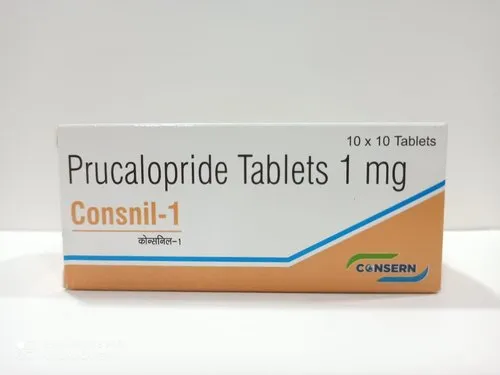 10 x 10 Tablets
Prucalopride Tablets 1 mg
Consnil-1
कोन्सनिल-1
CONSERN